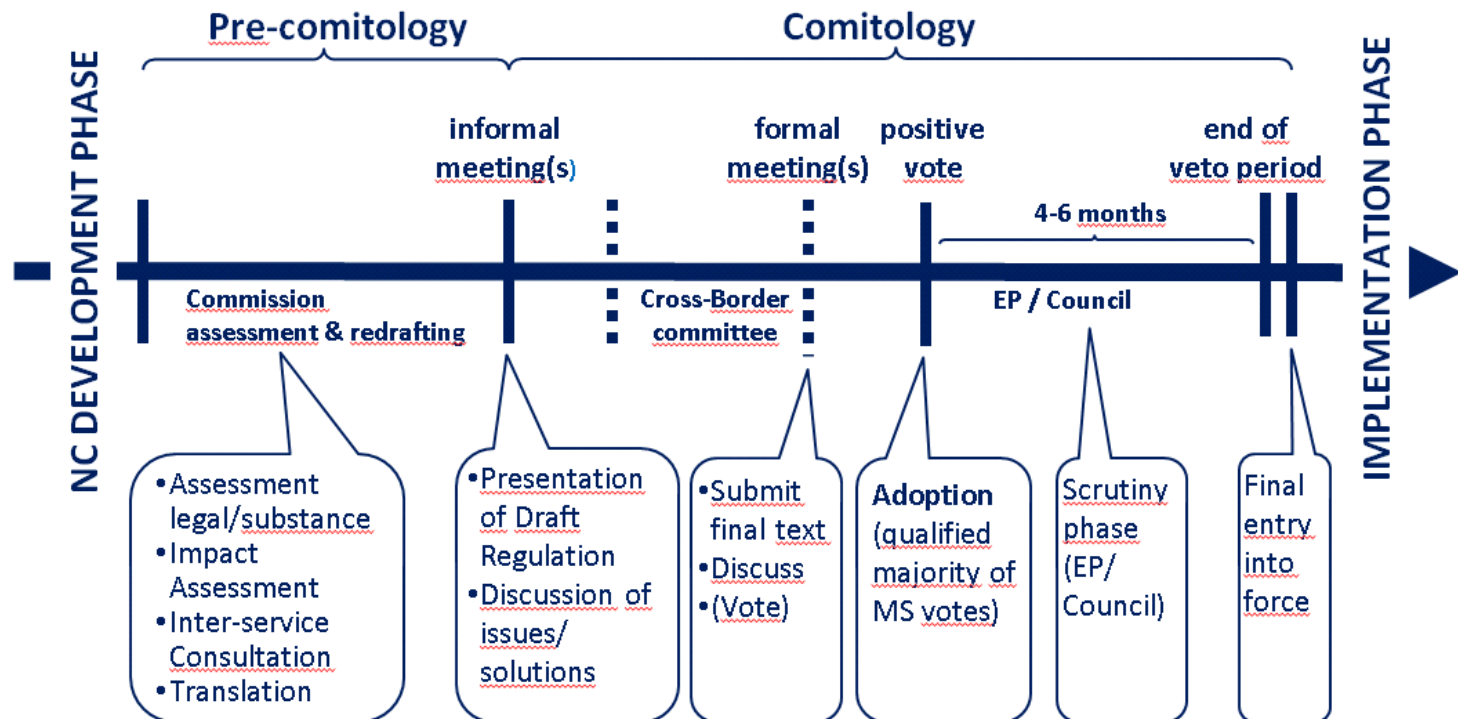 Pre-comitology
Comitology
NC DEVELOPMENT PHASE
IMPLEMENTATION PHASE
informal
meeting(s)
formal
meeting(s)
positive
vote
end of
veto period
4-6 months
Commission
assessment & redrafting
Cross-Border
committee
EP / Council
•Assessment
legal/substance
•Impact
Assessment
•Inter-service
Consultation
•Translation
•Presentation
of Draft
Regulation
•Discussion of
issues/
solutions
•Submit
final text
•Discuss
•(Vote)
Adoption
(qualified
majority of
MS votes)
Scrutiny
phase
(EP/
Council)
Final
entry
into
force